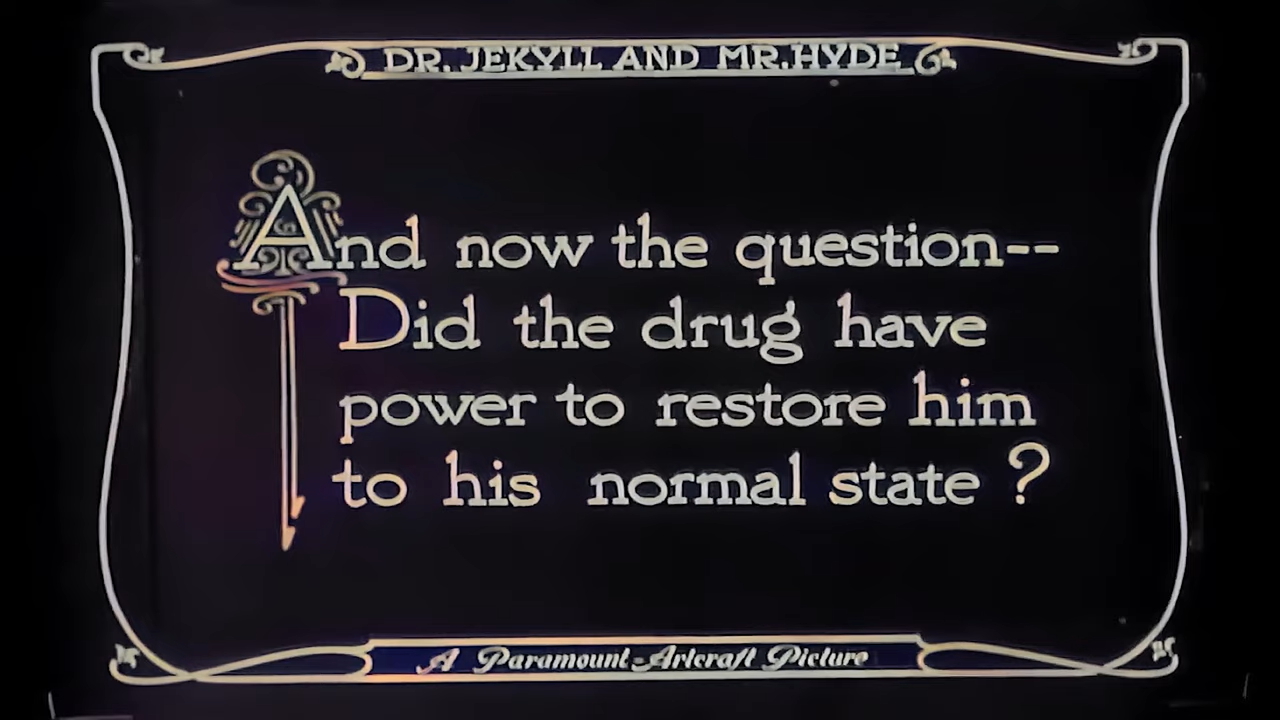 DR. JEKYLL AND MR. HYDE
And now the question--
Did the drug have
power to restore him
to his normal state?
A Paramount-Artcraft Picture